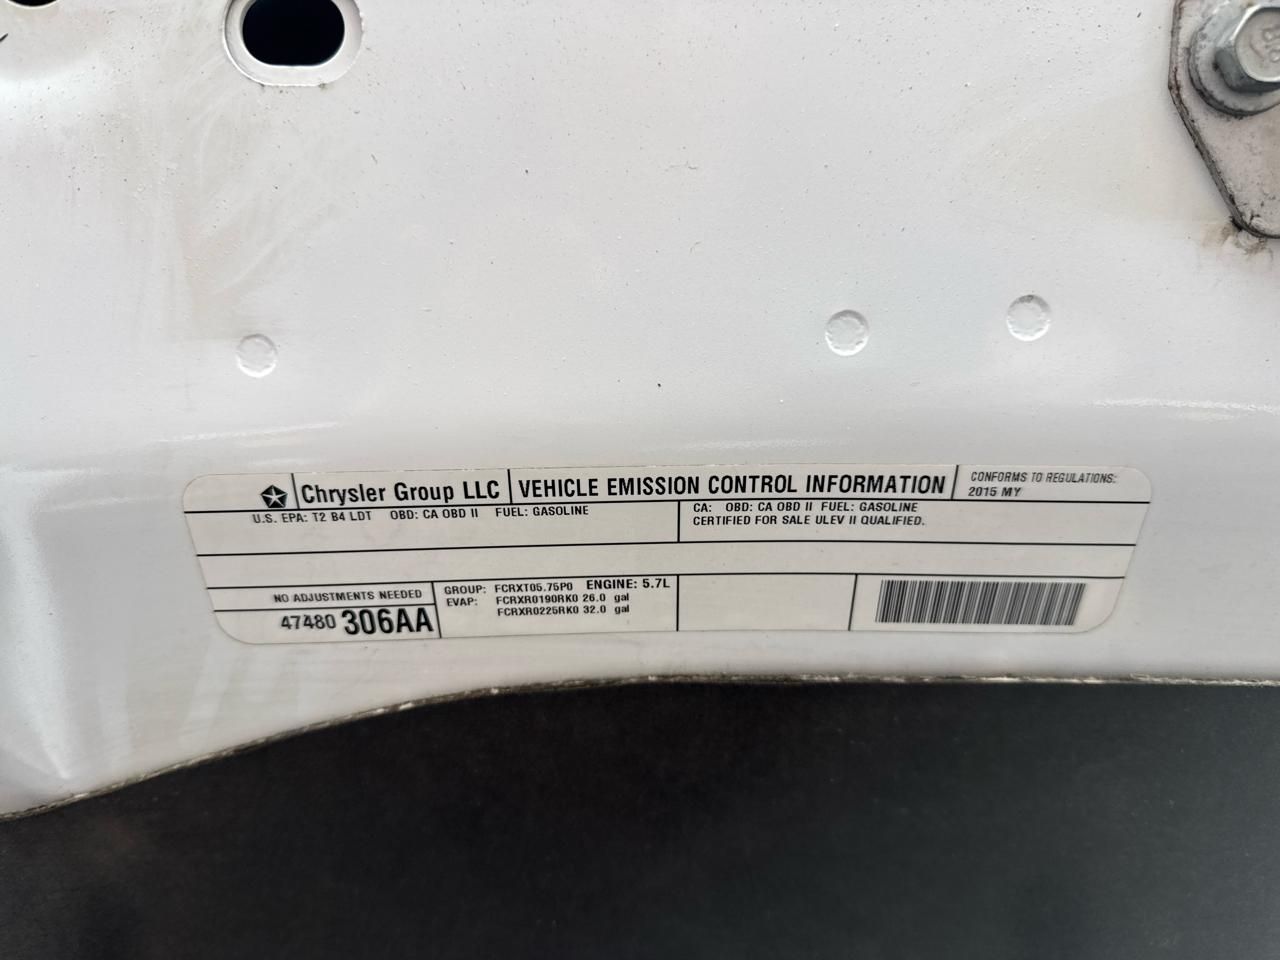 Chrysler Group LLC
VEHICLE EMISSION CONTROL INFORMATION
CONFORMS TO REGULATIONS:
2015 MY
U.S. EPA: T2 B4 LDT OBD: CA OBD II FUEL: GASOLINE
CA: OBD: CA OBD II FUEL: GASOLINE
CERTIFIED FOR SALE ULEV II QUALIFIED.
NO ADJUSTMENTS NEEDED
47480 306AA
GROUP: FCRXT05.75P0 ENGINE: 5.7L
EVAP: FCRXR0190RK0 26.0 gal
FCRXR0225RK0 32.0 gal